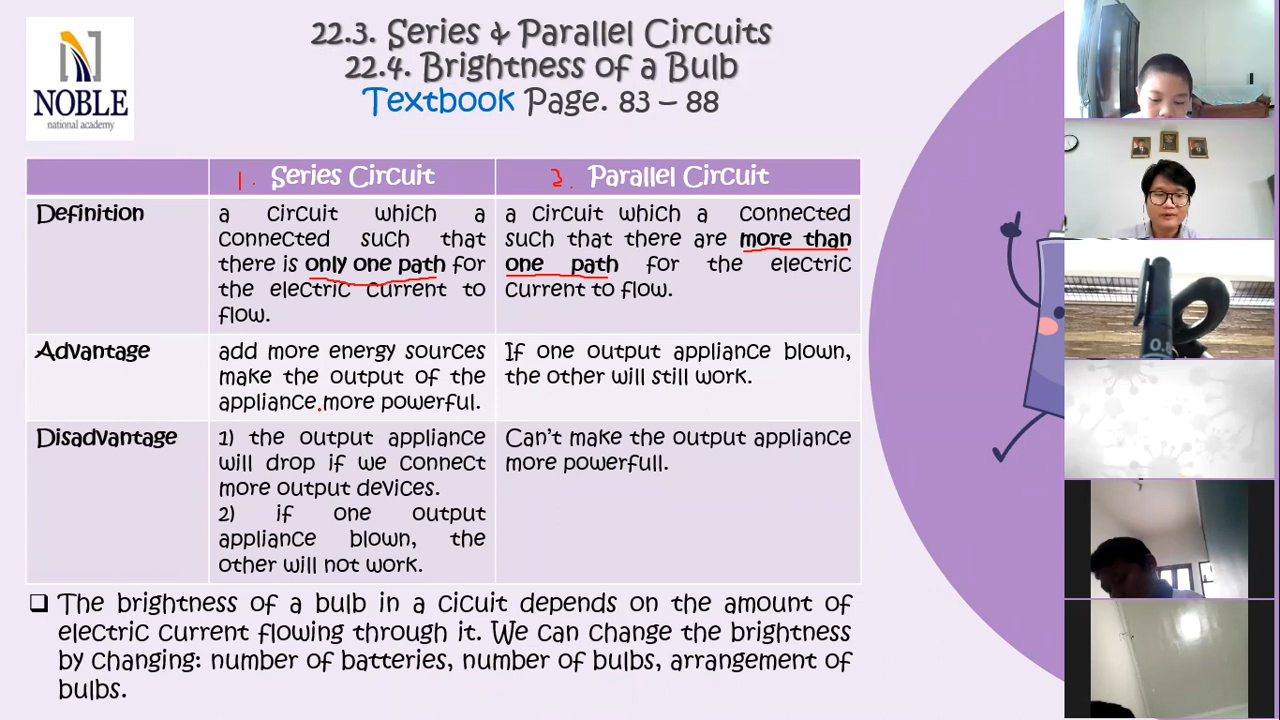 22.3. Series & Parallel Circuits
22.4. Brightness of a Bulb
Textbook Page. 83 – 88
NOBLE
national academy
1. Series Circuit
2. Parallel Circuit
Definition
a circuit which a
connected such that
there is only one path for
the electric current to
flow.
a circuit which a connected
such that there are more than
one path for the electric
current to flow.
Advantage
add more energy sources
make the output of the
appliance.more powerful.
If one output appliance blown,
the other will still work.
Disadvantage
1) the output appliance
will drop if we connect
more output devices.
2) if one output
appliance blown, the
other will not work.
Can't make the output appliance
more powerfull.
The brightness of a bulb in a cicuit depends on the amount of
electric current flowing through it. We can change the brightness
by changing: number of batteries, number of bulbs, arrangement of
bulbs.
0.